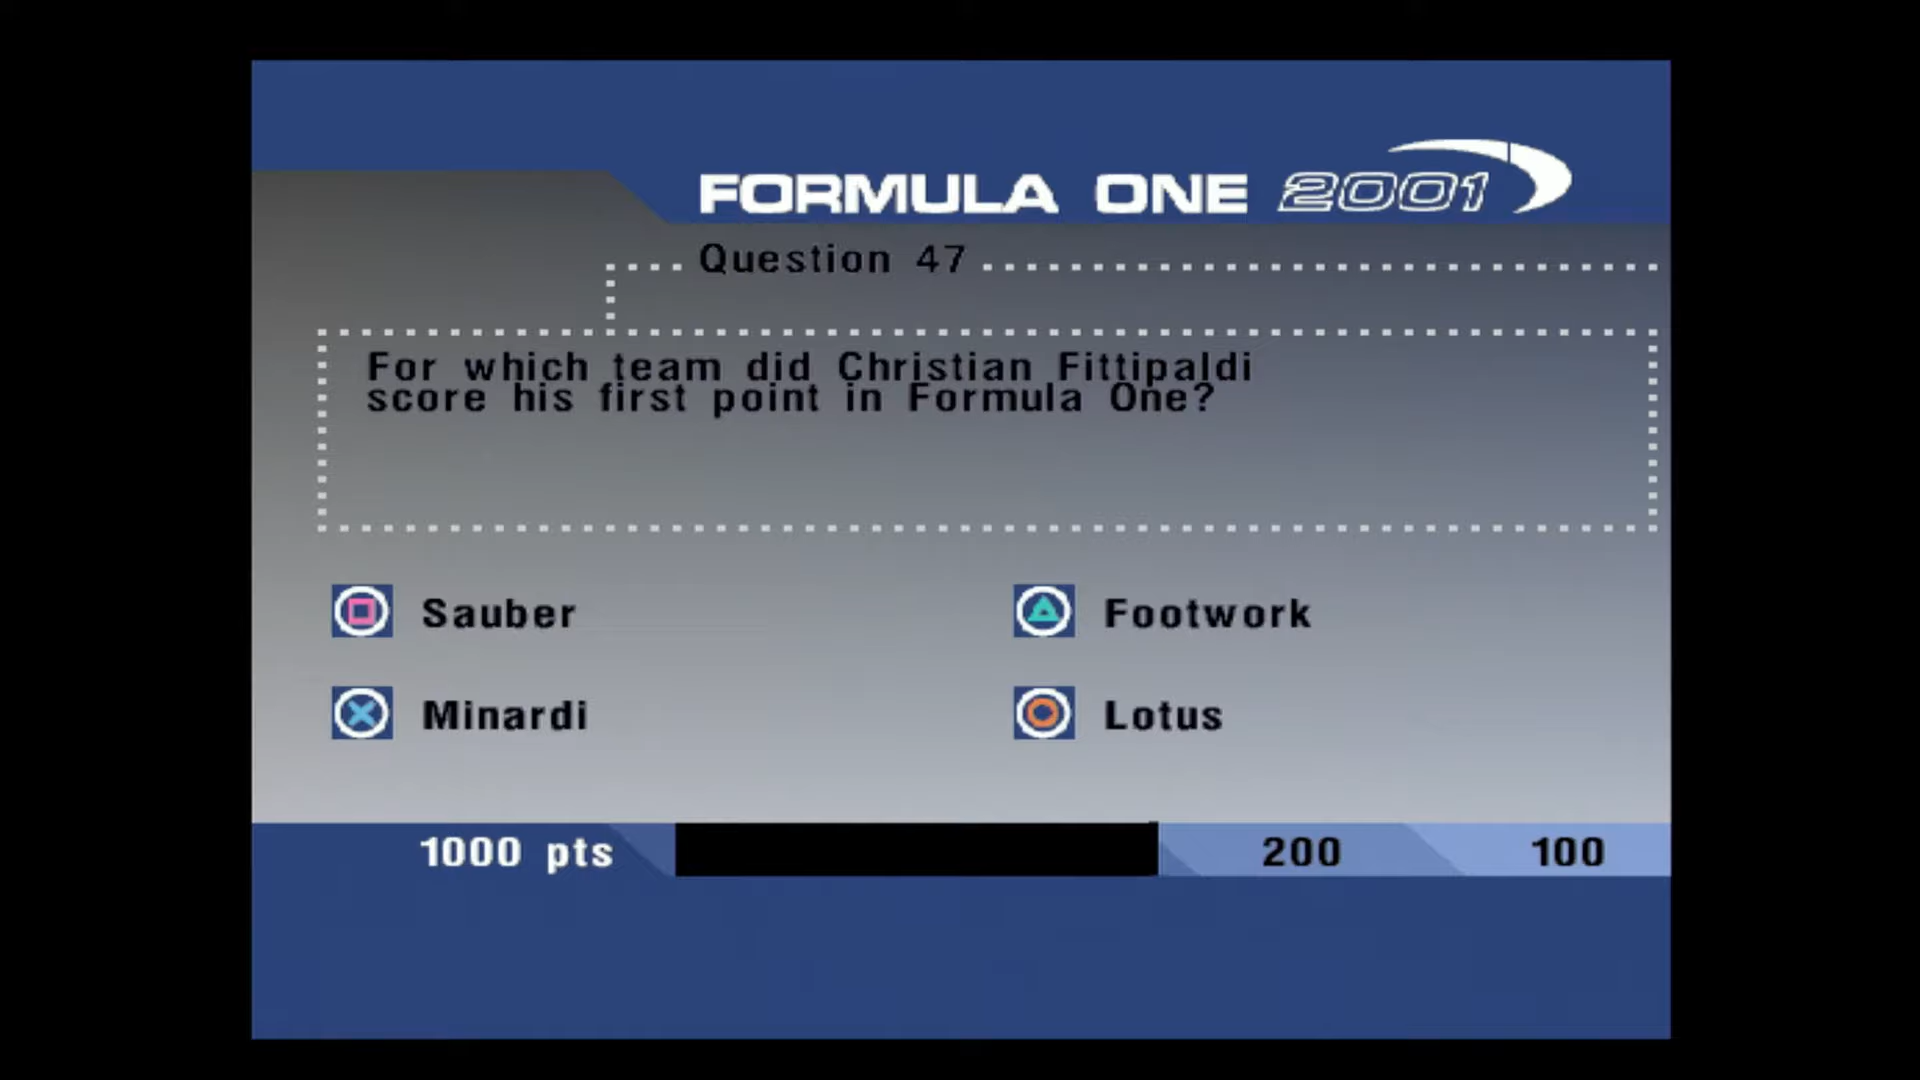 FORMULA ONE 2001
Question 47
For which team did Christian Fittipaldi
score his first point in Formula One?
Sauber
Footwork
Minardi
Lotus
1000 pts
200
100